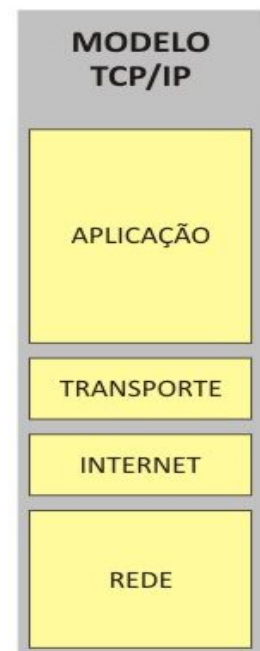 MODELO
TCP/IP
APLICAÇÃO
TRANSPORTE
INTERNET
REDE